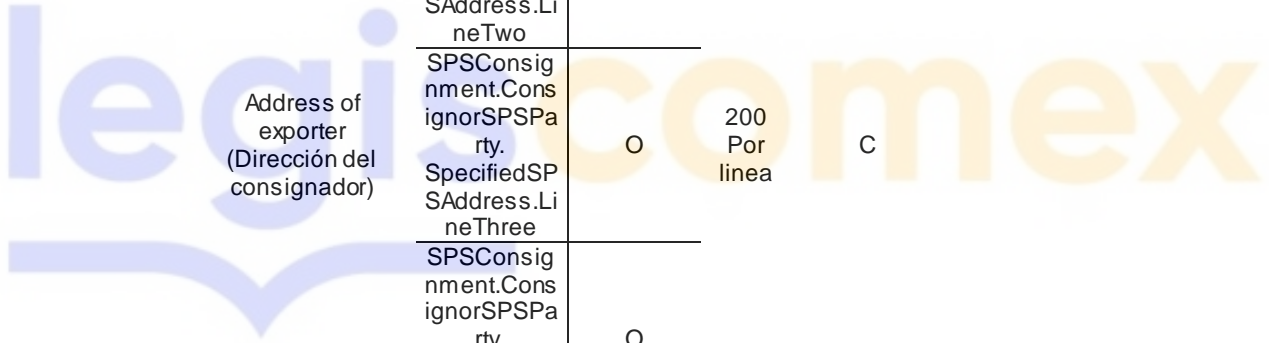 legiscomex
Address of
exporter
(Dirección del
consignador)
SAddress.Li
neTwo
SPSConsig
nment.Cons
ignorSPSPa
rty.
SpecifiedSP
SAddress.Li
neThree
O
200
Por
linea
C
SPSConsig
nment.Cons
ignorSPSPa
rty
O